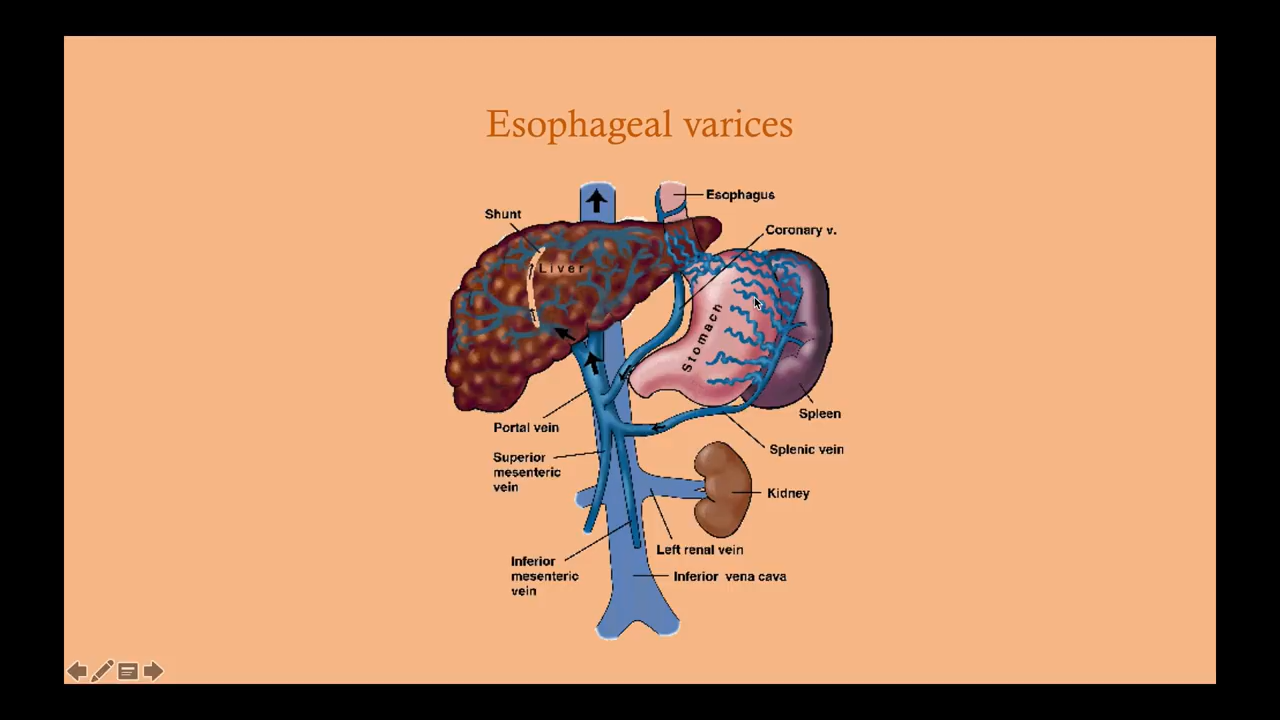 Esophageal varices
Esophagus
Shunt
Coronary v.
Liver
Stomach
Spleen
Portal vein
Splenic vein
Superior
mesenteric
vein
Kidney
Left renal vein
Inferior
mesenteric
vein
Inferior vena cava